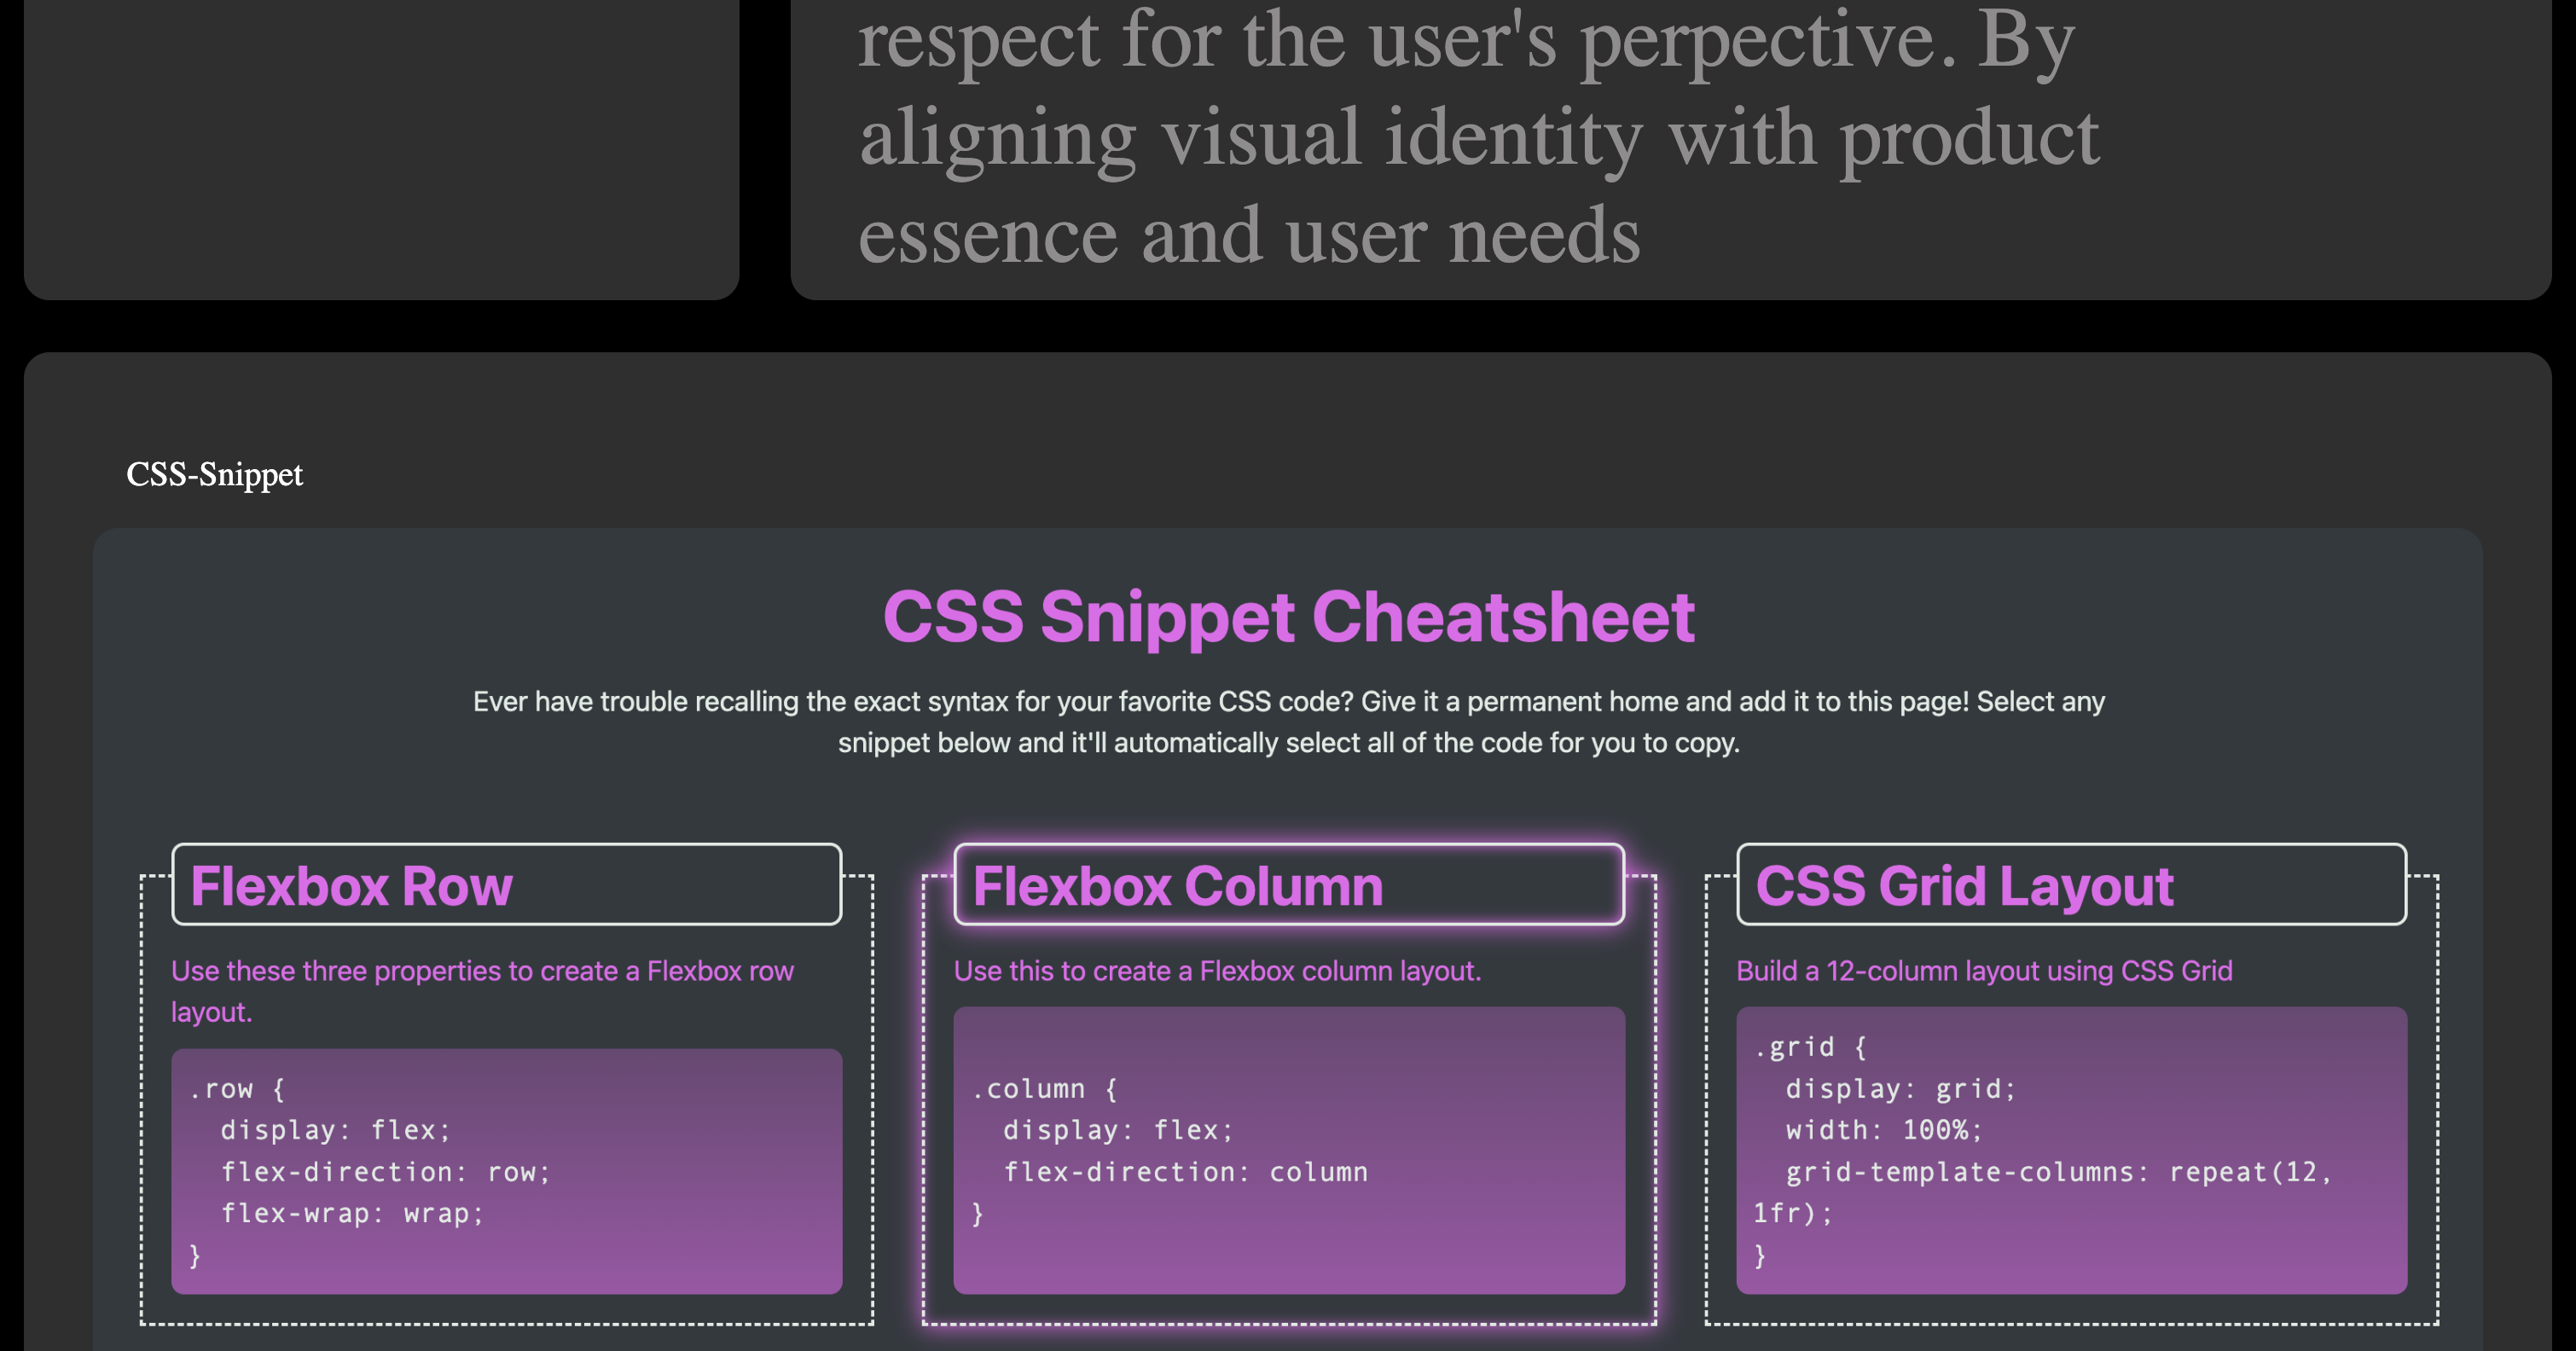 respect for the user's perpective. By
aligning visual identity with product
essence and user needs
CSS-Snippet
CSS Snippet Cheatsheet
Ever have trouble recalling the exact syntax for your favorite CSS code? Give it a permanent home and add it to this page! Select any
snippet below and it'll automatically select all of the code for you to copy.
Flexbox Row
Use these three properties to create a Flexbox row
layout.
.row {
  display: flex;
  flex-direction: row;
  flex-wrap: wrap;
}
Flexbox Column
Use this to create a Flexbox column layout.
.column {
  display: flex;
  flex-direction: column
}
CSS Grid Layout
Build a 12-column layout using CSS Grid
.grid {
  display: grid;
  width: 100%;
  grid-template-columns: repeat(12,
1fr);
}